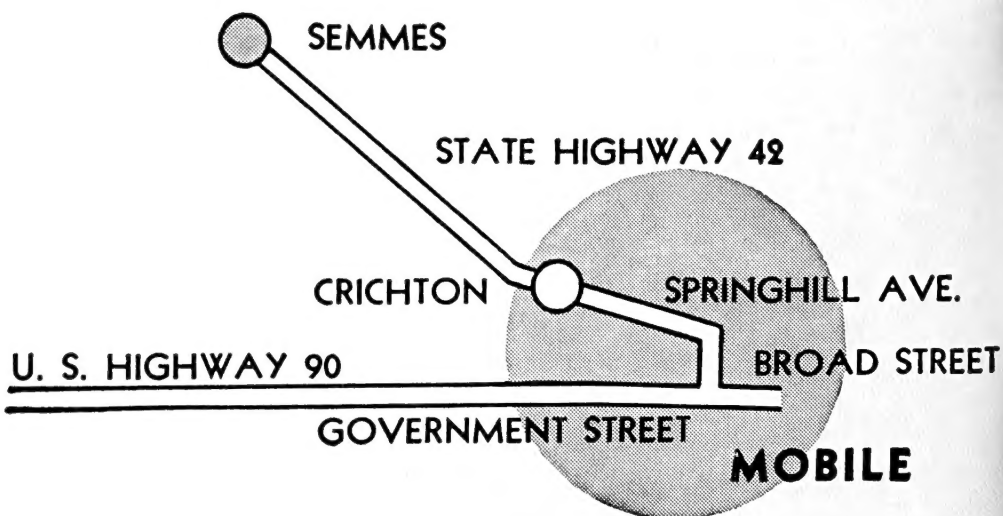 SEMMES
STATE HIGHWAY 42
CRICHTON
SPRINGHILL AVE.
U. S. HIGHWAY 90
BROAD STREET
GOVERNMENT STREET
MOBILE